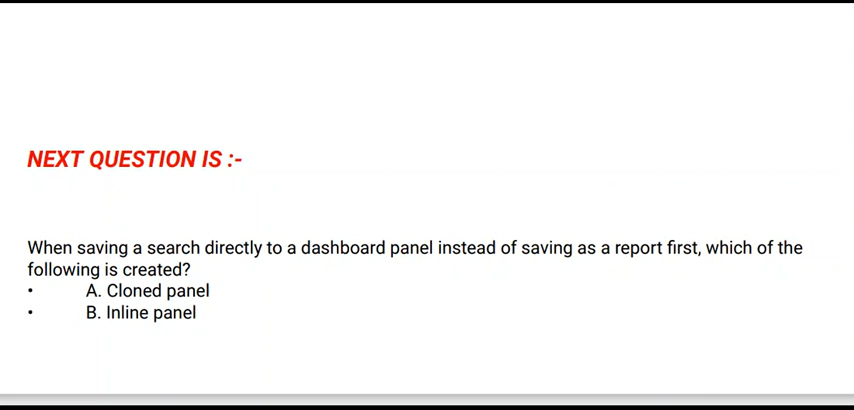 NEXT QUESTION IS :-
When saving a search directly to a dashboard panel instead of saving as a report first, which of the
following is created?
• A. Cloned panel
• B. Inline panel